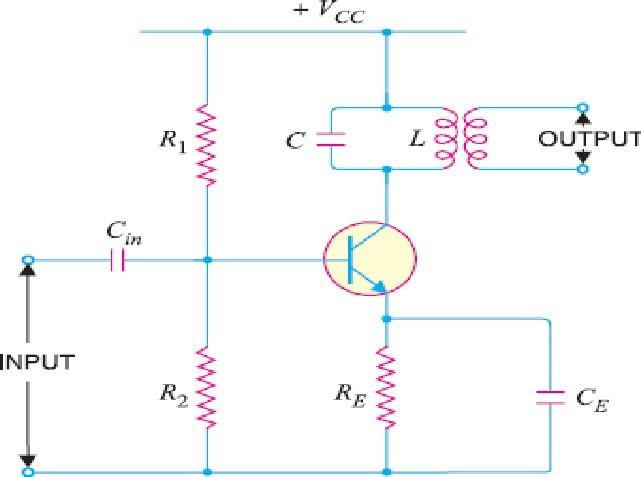 + V_CC
R_1
C
L
OUTPUT
C_in
INPUT
R_2
R_E
C_E